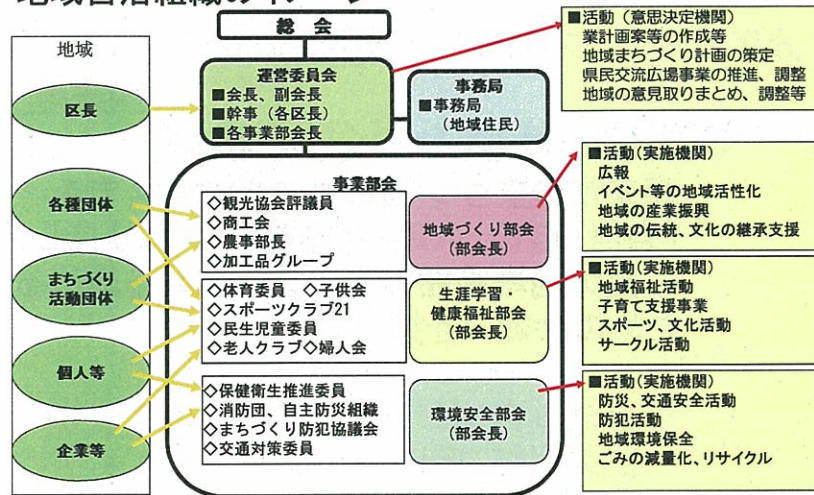 総 会
地域
区長
各種団体
まちづくり
活動団体
個人等
企業等
運営委員会
■会長、副会長
■幹事（各区長）
■各事業部会長
事務局
■事務局
（地域住民）
事業部会
◇観光協会評議員
◇商工会
◇農事部長
◇加工品グループ
地域づくり部会
（部会長）
◇体育委員 ◇子供会
◇スポーツクラブ21
◇民生児童委員
◇老人クラブ◇婦人会
生涯学習・
健康福祉部会
（部会長）
◇保健衛生推進委員
◇消防団、自主防災組織
◇まちづくり防犯協議会
◇交通対策委員
環境安全部会
（部会長）
■活動（意思決定機関）
業計画案等の作成等
地域まちづくり計画の策定
県民交流広場事業の推進、調整
地域の意見取りまとめ、調整等
■活動（実施機関）
広報
イベント等の地域活性化
地域の産業振興
地域の伝統、文化の継承支援
■活動（実施機関）
地域福祉活動
子育て支援事業
スポーツ、文化活動
サークル活動
■活動（実施機関）
防災、交通安全活動
防犯活動
地域環境保全
ごみの減量化、リサイクル